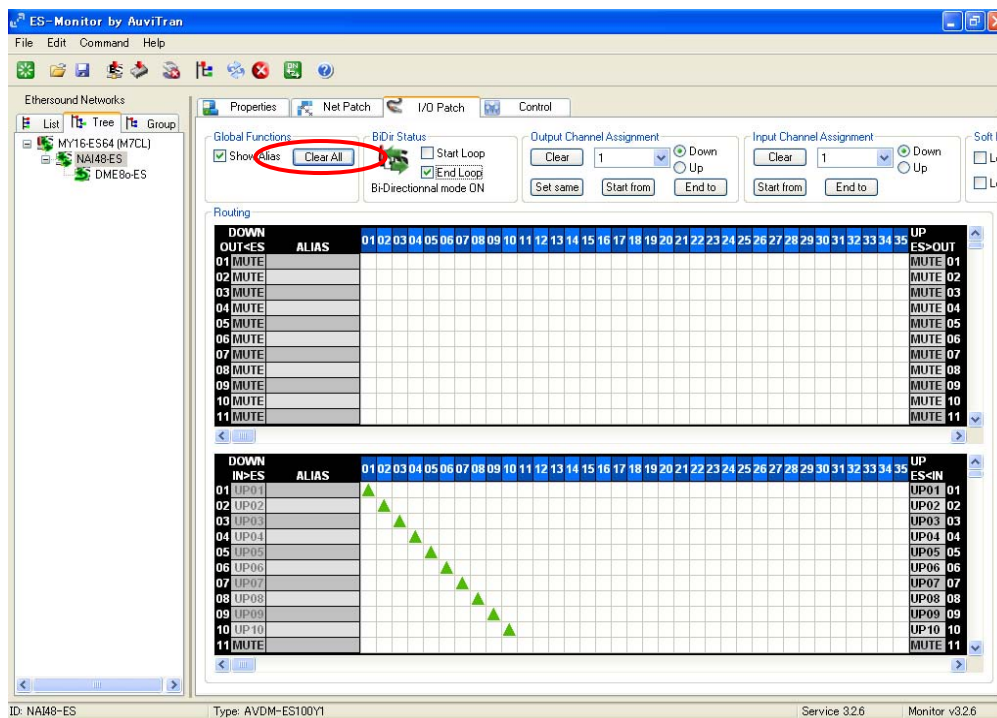 ES-Monitor by AuviTran
File Edit Command Help
Ethersound Networks
List Tree Group
MY16-ES64 (M7CL)
NAI48-ES
DME8o-ES
Properties Net Patch I/O Patch Control
Global Functions
Show Alias Clear All
BiDir Status
Start Loop
End Loop
Bi-Directionnal mode ON
Output Channel Assignment
Clear 1 Down
Up
Set same Start from End to
Input Channel Assignment
Clear 1 Down
Up
Start from End to
Soft
Routing
DOWN
OUT<ES ALIAS 01 02 03 04 05 06 07 08 09 10 11 12 13 14 15 16 17 18 19 20 21 22 23 24 25 26 27 28 29 30 31 32 33 34 35 UP
ES>OUT
01 MUTE MUTE 01
02 MUTE MUTE 02
03 MUTE MUTE 03
04 MUTE MUTE 04
05 MUTE MUTE 05
06 MUTE MUTE 06
07 MUTE MUTE 07
08 MUTE MUTE 08
09 MUTE MUTE 09
10 MUTE MUTE 10
11 MUTE MUTE 11
DOWN
IN>ES ALIAS 01 02 03 04 05 06 07 08 09 10 11 12 13 14 15 16 17 18 19 20 21 22 23 24 25 26 27 28 29 30 31 32 33 34 35 UP
ES<IN
01 UP01 UP01 01
02 UP02 UP02 02
03 UP03 UP03 03
04 UP04 UP04 04
05 UP05 UP05 05
06 UP06 UP06 06
07 UP07 UP07 07
08 UP08 UP08 08
09 UP09 UP09 09
10 UP10 UP10 10
11 MUTE MUTE 11
ID: NAI48-ES Type: AVDM-ES100Y1 Service 3.2.6 Monitor v3.2.6